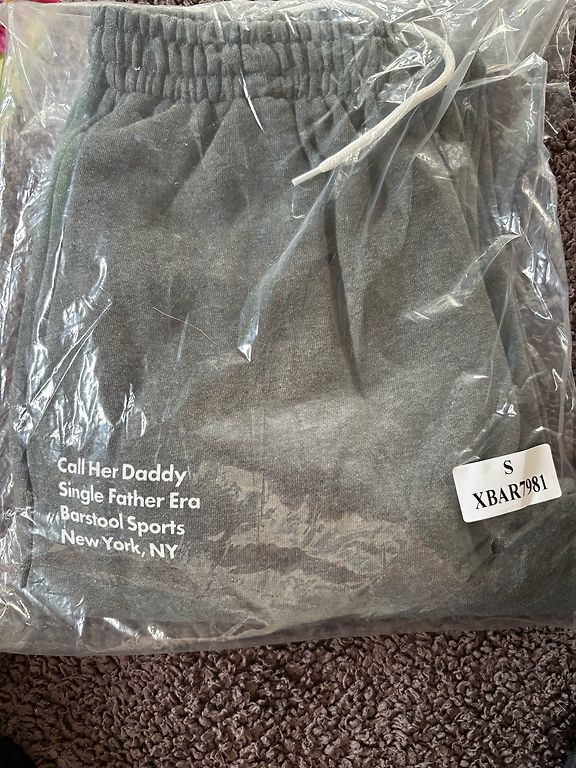 Call Her Daddy
Single Father Era
Barstool Sports
New York, NY
S
XBAR7981